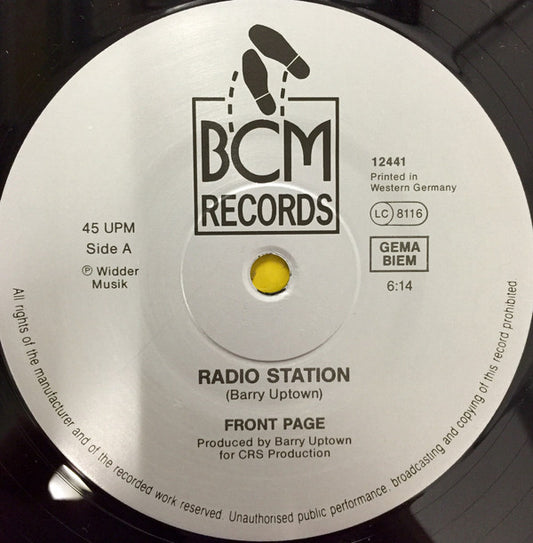 BCM
RECORDS
45 UPM
Side A
Ⓟ Widder
Musik
12441
Printed in
Western Germany
LC 8116
GEMA
BIEM
6:14
RADIO STATION
(Barry Uptown)
FRONT PAGE
Produced by Barry Uptown
for CRS Production
All rights of the manufacturer and of the recorded work reserved. Unauthorised public performance, broadcasting and copying of this record prohibited.